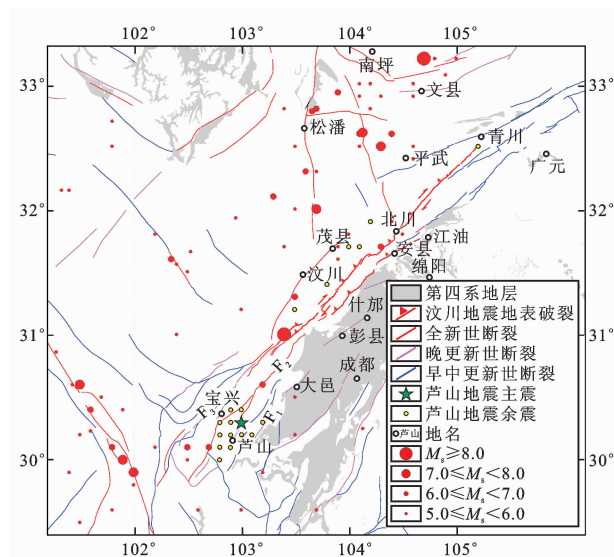 102° 103° 104° 105°
南坪
33° 33°
文县
松潘
青川
平武
广元
32° 32°
北川
茂县
江油
安县
汶川
绵阳
什邡
31° 31°
彭县
F₂
成都
大邑
宝兴
F₃ F₁
芦山
30° 30°
第四系地层
汶川地震地表破裂
全新世断裂
晚更新世断裂
早中更新世断裂
芦山地震主震
芦山地震余震
芦山 地名
Mₛ≥8.0
7.0≤Mₛ<8.0
6.0≤Mₛ<7.0
5.0≤Mₛ<6.0
102° 103° 104° 105°